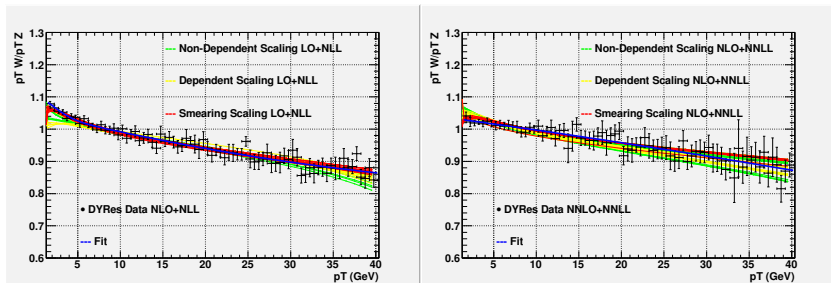 pT W/pT Z
1.3
1.2
1.1
1
0.9
0.8
0.7
0.6
--- Non-Dependent Scaling LO+NLL
--- Dependent Scaling LO+NLL
--- Smearing Scaling LO+NLL
• DYRes Data NLO+NLL
--- Fit
5 10 15 20 25 30 35 40
pT (GeV)
pT W/pT Z
1.3
1.2
1.1
1
0.9
0.8
0.7
0.6
--- Non-Dependent Scaling NLO+NNLL
--- Dependent Scaling NLO+NNLL
--- Smearing Scaling NLO+NNLL
• DYRes Data NNLO+NNLL
--- Fit
5 10 15 20 25 30 35 40
pT (GeV)